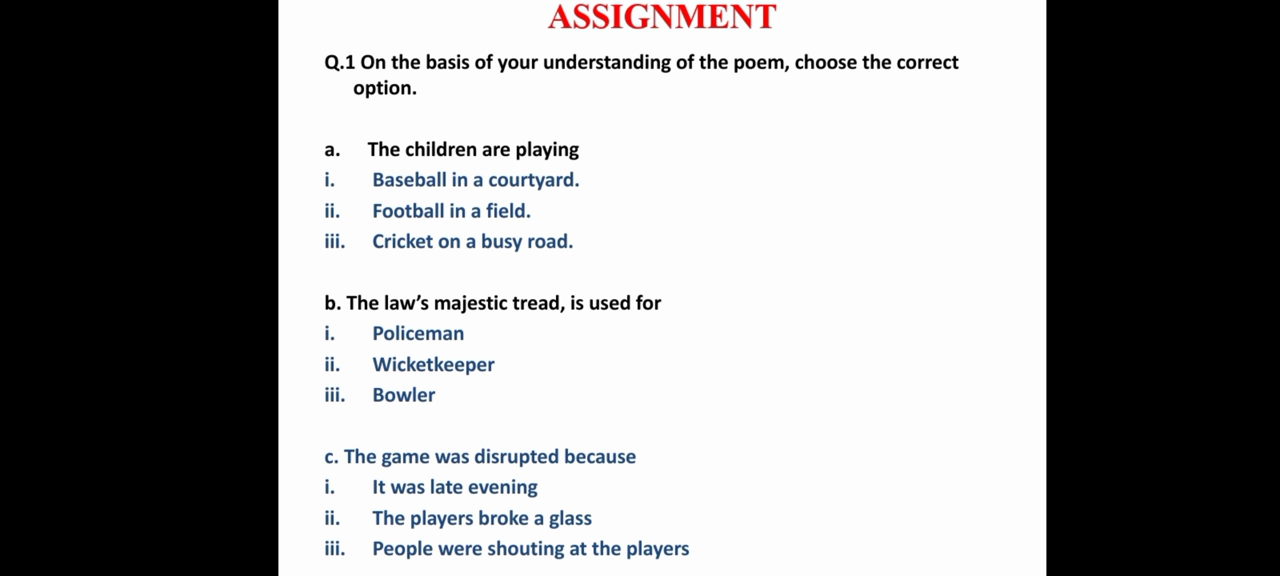 ASSIGNMENT
Q.1 On the basis of your understanding of the poem, choose the correct
option.
a. The children are playing
i. Baseball in a courtyard.
ii. Football in a field.
iii. Cricket on a busy road.
b. The law’s majestic tread, is used for
i. Policeman
ii. Wicketkeeper
iii. Bowler
c. The game was disrupted because
i. It was late evening
ii. The players broke a glass
iii. People were shouting at the players